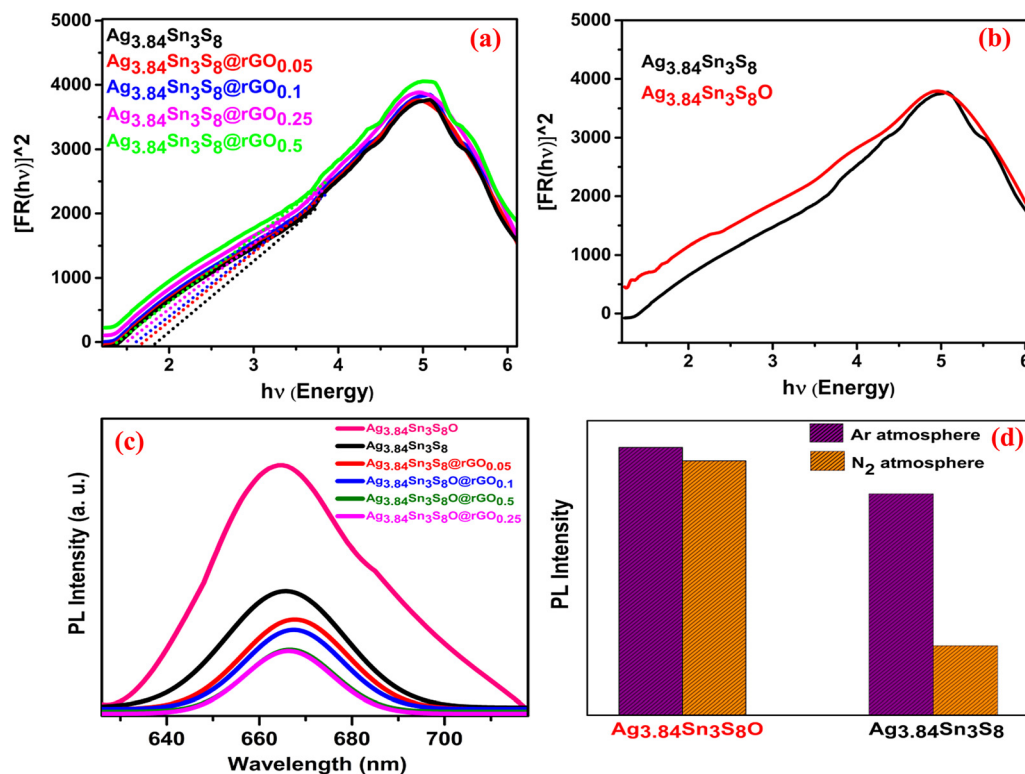 (a)
Ag3.84Sn3S8
Ag3.84Sn3S8@rGO0.05
Ag3.84Sn3S8@rGO0.1
Ag3.84Sn3S8@rGO0.25
Ag3.84Sn3S8@rGO0.5
5000
4000
3000
2000
1000
0
[FR(hν)]^2
2 3 4 5 6
hν (Energy)
(b)
Ag3.84Sn3S8
Ag3.84Sn3S8O
5000
4000
3000
2000
1000
0
[FR(hν)]^2
2 3 4 5 6
hν (Energy)
(c)
Ag3.84Sn3S8O
Ag3.84Sn3S8
Ag3.84Sn3S8@rGO0.05
Ag3.84Sn3S8O@rGO0.1
Ag3.84Sn3S8O@rGO0.5
Ag3.84Sn3S8O@rGO0.25
PL Intensity (a. u.)
640 660 680 700
Wavelength (nm)
(d)
Ar atmosphere
N2 atmosphere
PL Intensity
Ag3.84Sn3S8O Ag3.84Sn3S8